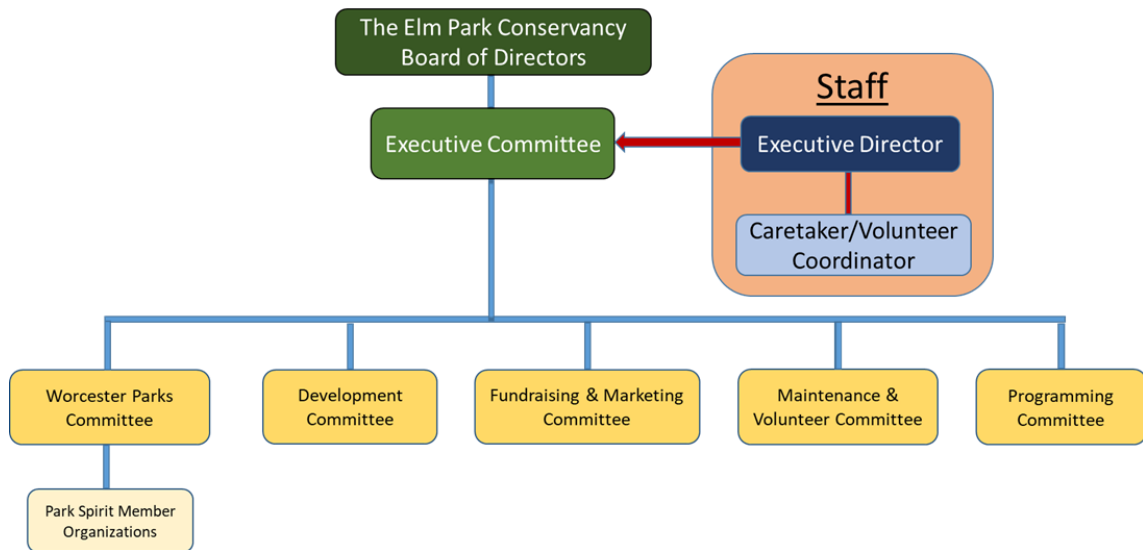 The Elm Park Conservancy
Board of Directors
Staff
Executive Committee
Executive Director
Caretaker/Volunteer
Coordinator
Worcester Parks
Committee
Development
Committee
Fundraising & Marketing
Committee
Maintenance &
Volunteer Committee
Programming
Committee
Park Spirit Member
Organizations